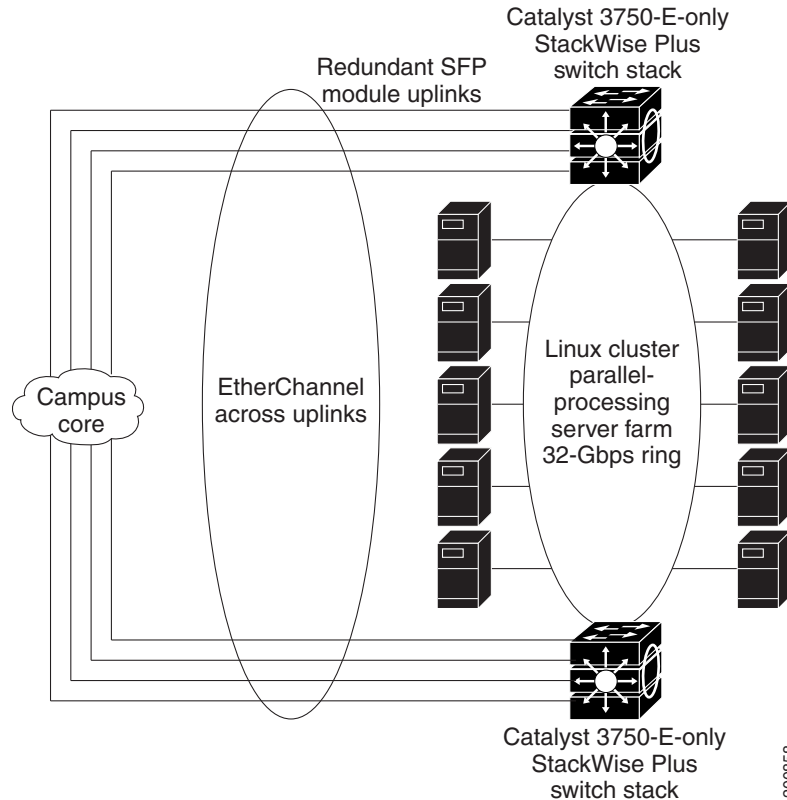 Catalyst 3750-E-only
StackWise Plus
switch stack
Redundant SFP
module uplinks
Campus
core
EtherChannel
across uplinks
Linux cluster
parallel-
processing
server farm
32-Gbps ring
Catalyst 3750-E-only
StackWise Plus
switch stack